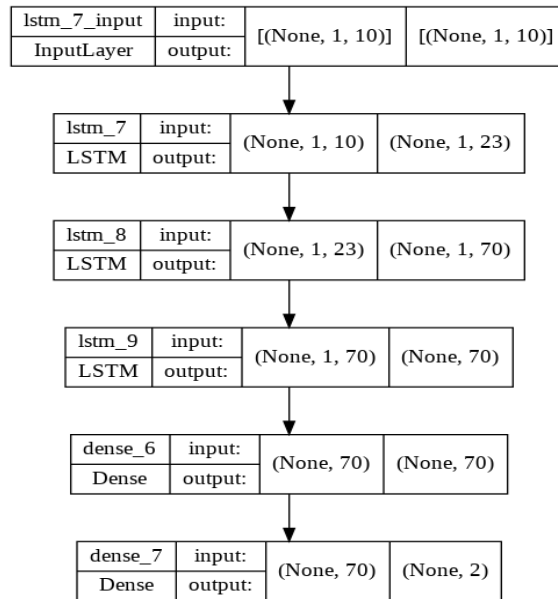 lstm_7_input input: [(None, 1, 10)] [(None, 1, 10)]
InputLayer output:
lstm_7 input: (None, 1, 10) (None, 1, 23)
LSTM output:
lstm_8 input: (None, 1, 23) (None, 1, 70)
LSTM output:
lstm_9 input: (None, 1, 70) (None, 70)
LSTM output:
dense_6 input: (None, 70) (None, 70)
Dense output:
dense_7 input: (None, 70) (None, 2)
Dense output: